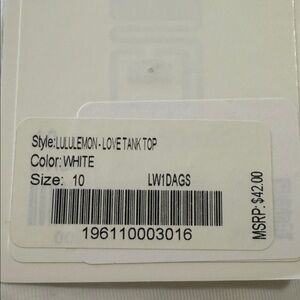 Style:LULULEMON - LOVE TANK TOP
Color:WHITE
Size: 10 LW1DAGS
196110003016
MSRP: $42.00